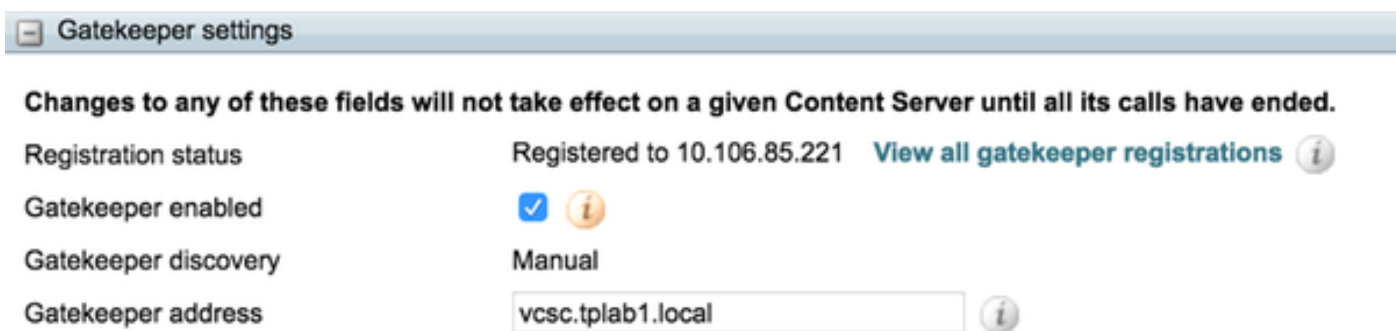 Gatekeeper settings
Changes to any of these fields will not take effect on a given Content Server until all its calls have ended.
Registration status Registered to 10.106.85.221 View all gatekeeper registrations i
Gatekeeper enabled i
Gatekeeper discovery Manual
Gatekeeper address vcsc.tplab1.local i